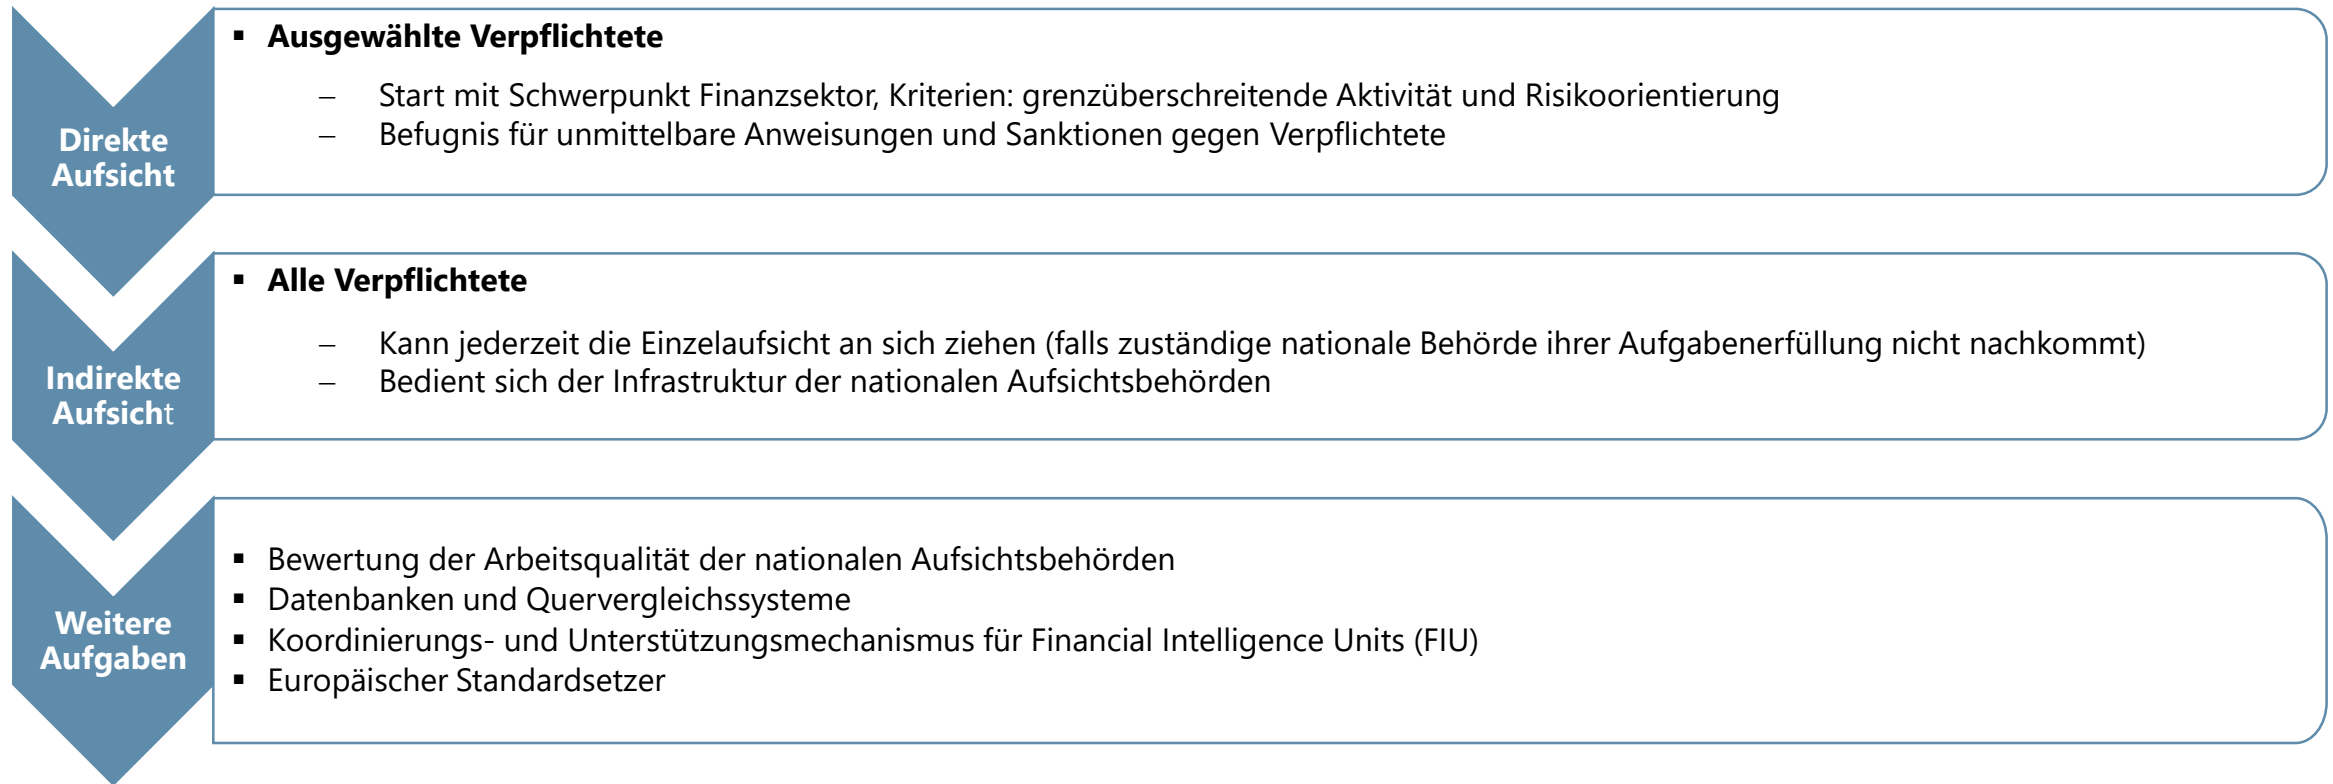 Direkte
Aufsicht
▪ Ausgewählte Verpflichtete
– Start mit Schwerpunkt Finanzsektor, Kriterien: grenzüberschreitende Aktivität und Risikoorientierung
– Befugnis für unmittelbare Anweisungen und Sanktionen gegen Verpflichtete
Indirekte
Aufsicht
▪ Alle Verpflichtete
– Kann jederzeit die Einzelaufsicht an sich ziehen (falls zuständige nationale Behörde ihrer Aufgabenerfüllung nicht nachkommt)
– Bedient sich der Infrastruktur der nationalen Aufsichtsbehörden
Weitere
Aufgaben
▪ Bewertung der Arbeitsqualität der nationalen Aufsichtsbehörden
▪ Datenbanken und Quervergleichssysteme
▪ Koordinierungs- und Unterstützungsmechanismus für Financial Intelligence Units (FIU)
▪ Europäischer Standardsetzer